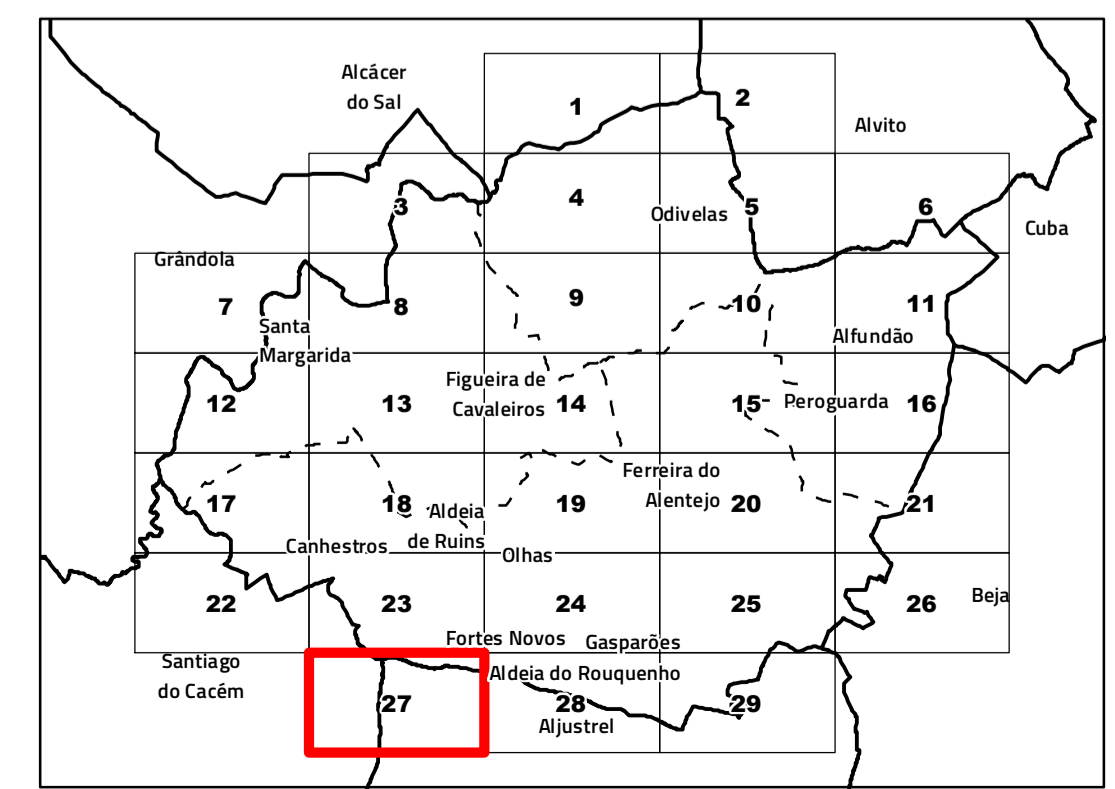 Alcácer
do Sal
1
2
Alvito
3
4
Odivelas
5
6
Cuba
Grândola
7
Santa
Margarida
8
9
10
11
Alfundão
12
13
Figueira de
Cavaleiros
14
15
Peroguarda
16
17
18
Aldeia
de Ruins
19
Ferreira do
Alentejo
20
21
Canhestros
Olhas
22
23
24
25
26
Beja
Fortes Novos
Gasparões
Santiago
do Cacém
27
Aldeia do Rouquenho
28
Aljustrel
29